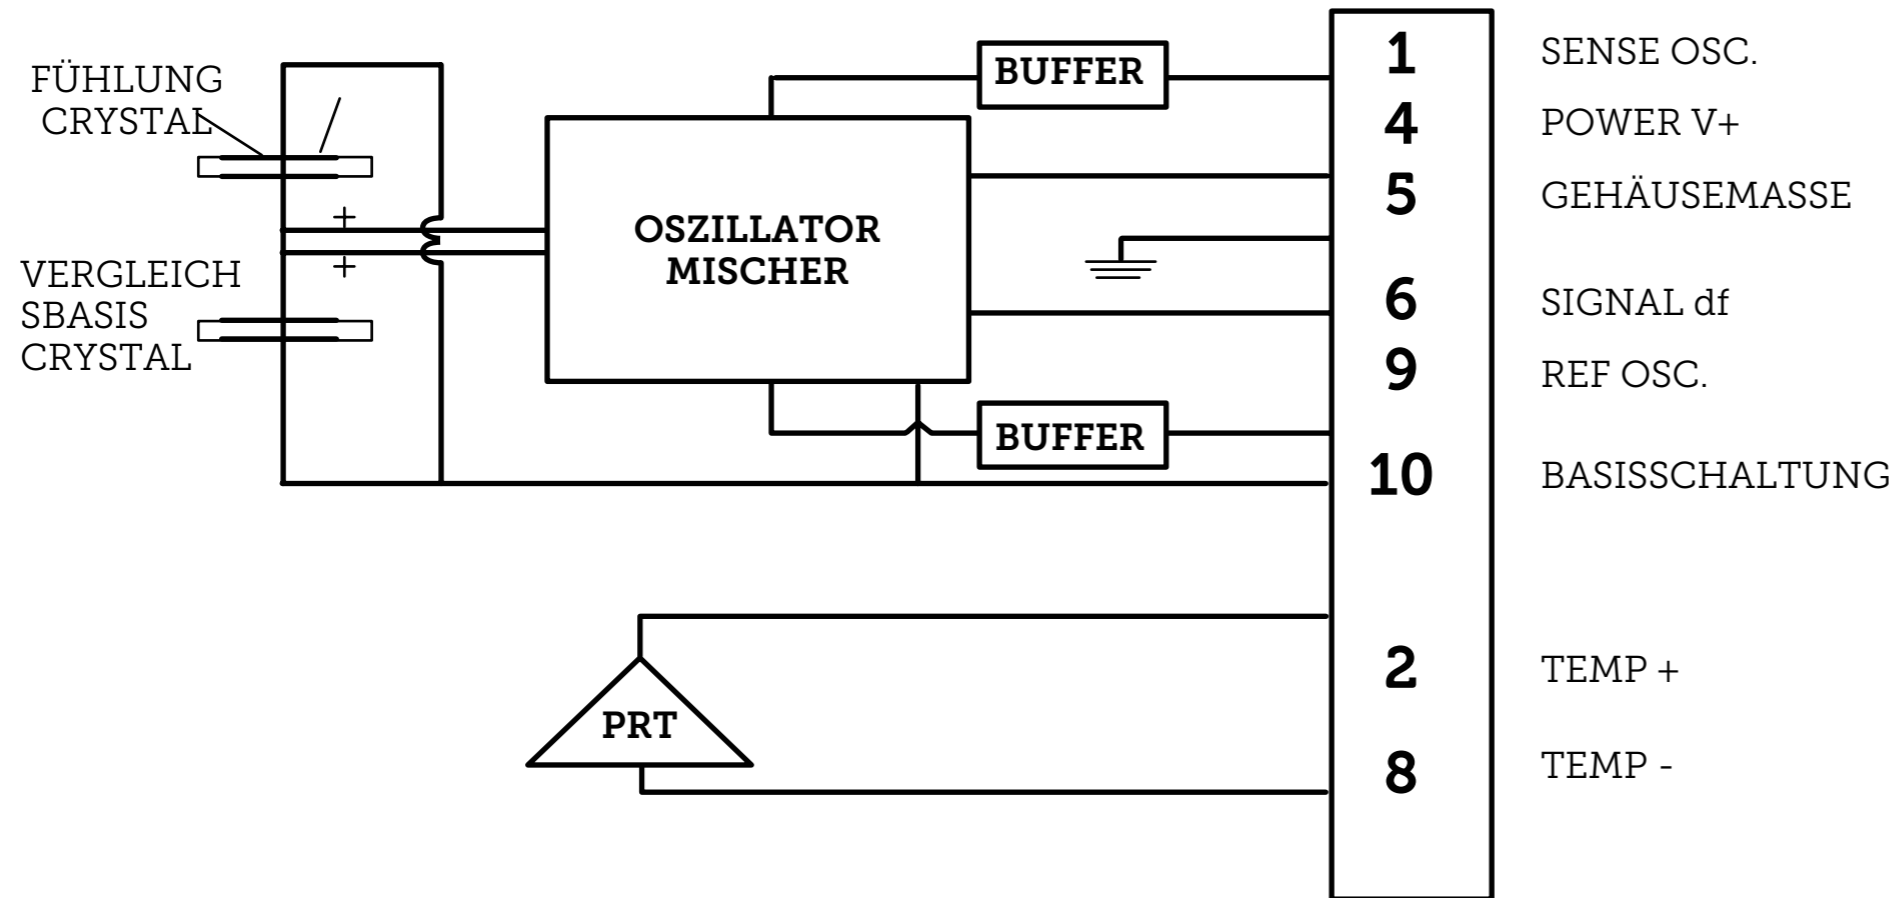 FÜHLUNG
CRYSTAL
VERGLEICH
SBASIS
CRYSTAL
+
+
BUFFER
OSZILLATOR
MISCHER
BUFFER
PRT
1 SENSE OSC.
4 POWER V+
5 GEHÄUSEMASSE
6 SIGNAL df
9 REF OSC.
10 BASISSCHALTUNG
2 TEMP +
8 TEMP -